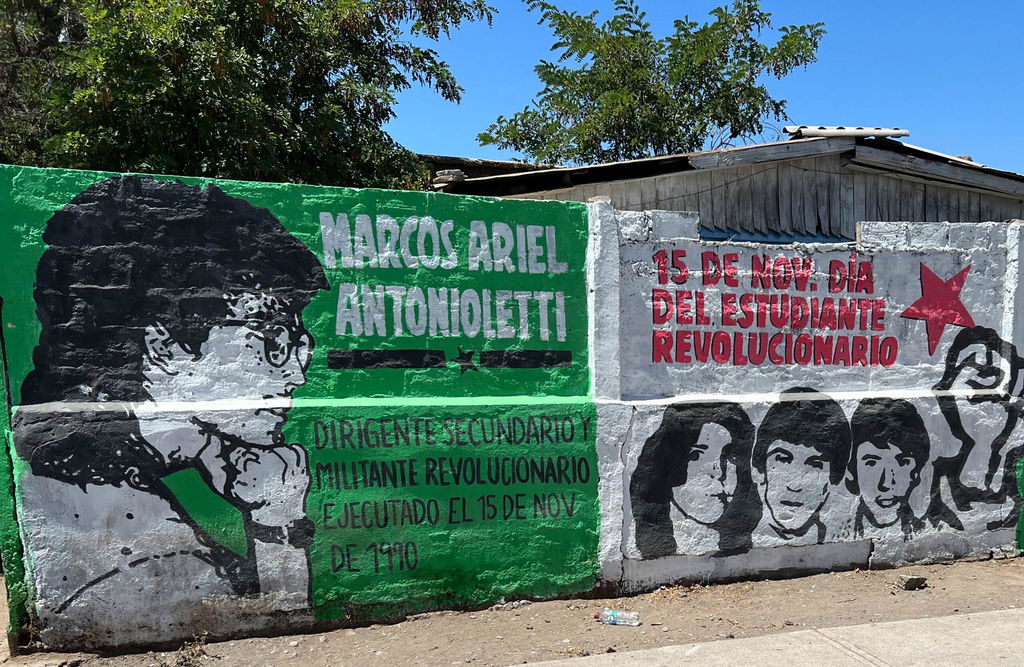 MARCOS ARIEL
ANTONIOLETTI
DIRIGENTE SECUNDARIO Y
MILITANTE REVOLUCIONARIO
EJECUTADO EL 15 DE NOV
DE 1990
15 DE NOV. DÍA
DEL ESTUDIANTE
REVOLUCIONARIO